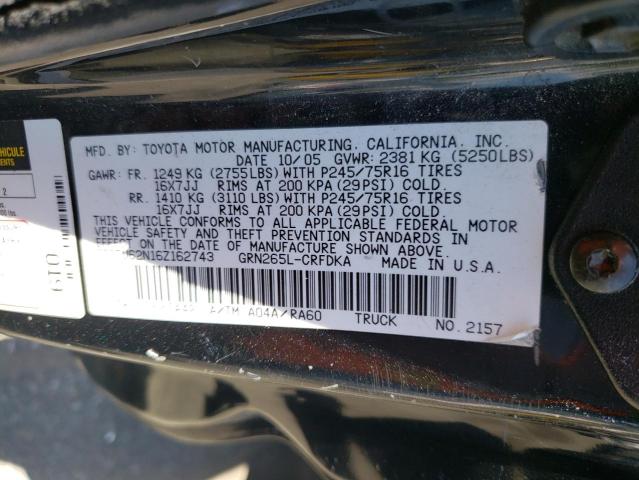 MFD. BY: TOYOTA MOTOR MANUFACTURING, CALIFORNIA, INC.
DATE 10/05 GVWR: 2381 KG (5250LBS)
GAWR: FR. 1249 KG (2755LBS) WITH P245/75R16 TIRES
16X7JJ RIMS AT 200 KPA (29PSI) COLD.
RR. 1410 KG (3110 LBS) WITH P245/75R16 TIRES
16X7JJ RIMS AT 200 KPA (29PSI) COLD.
THIS VEHICLE CONFORMS TO ALL APPLICABLE FEDERAL MOTOR
VEHICLE SAFETY AND THEFT PREVENTION STANDARDS IN
EFFECT ON THE DATE OF MANUFACTURE SHOWN ABOVE.
62N16Z162743 GRN265L-CRFDKA MADE IN U.S.A.
A/TM A04A/RA60 TRUCK NO. 2157
6T0